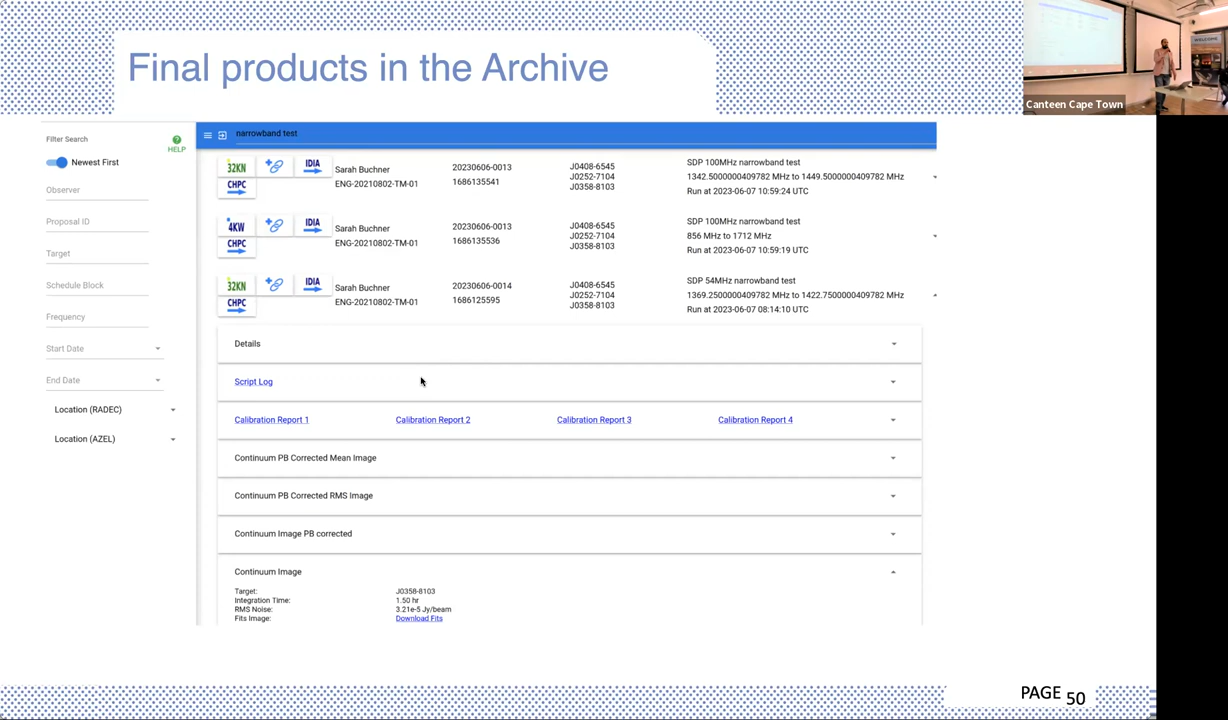 Final products in the Archive
WELCOME
Canteen Cape Town
Filter Search
HELP
Newest First
Observer
Proposal ID
Target
Schedule Block
Frequency
Start Date
End Date
Location (RADEC)
Location (AZEL)
narrowband test
32KN
IDIA
CHPC
Sarah Buchner
ENG-20210802-TM-01
20230606-0013
1686135541
J0408-6545
J0252-7104
J0358-8103
SDP 100MHz narrowband test
1342.5000000409782 MHz to 1449.5000000409782 MHz
Run at 2023-06-07 10:59:24 UTC
4KW
IDIA
CHPC
Sarah Buchner
ENG-20210802-TM-01
20230606-0013
1686135536
J0408-6545
J0252-7104
J0358-8103
SDP 100MHz narrowband test
856 MHz to 1712 MHz
Run at 2023-06-07 10:59:19 UTC
32KN
IDIA
CHPC
Sarah Buchner
ENG-20210802-TM-01
20230606-0014
1686125595
J0408-6545
J0252-7104
J0358-8103
SDP 54MHz narrowband test
1369.2500000409782 MHz to 1422.7500000409782 MHz
Run at 2023-06-07 08:14:10 UTC
Details
Script Log
Calibration Report 1 Calibration Report 2 Calibration Report 3 Calibration Report 4
Continuum PB Corrected Mean Image
Continuum PB Corrected RMS Image
Continuum Image PB corrected
Continuum Image
Target: J0358-8103
Integration Time: 1.50 hr
RMS Noise: 3.21e-5 Jy/beam
Fits Image: Download Fits
PAGE 50